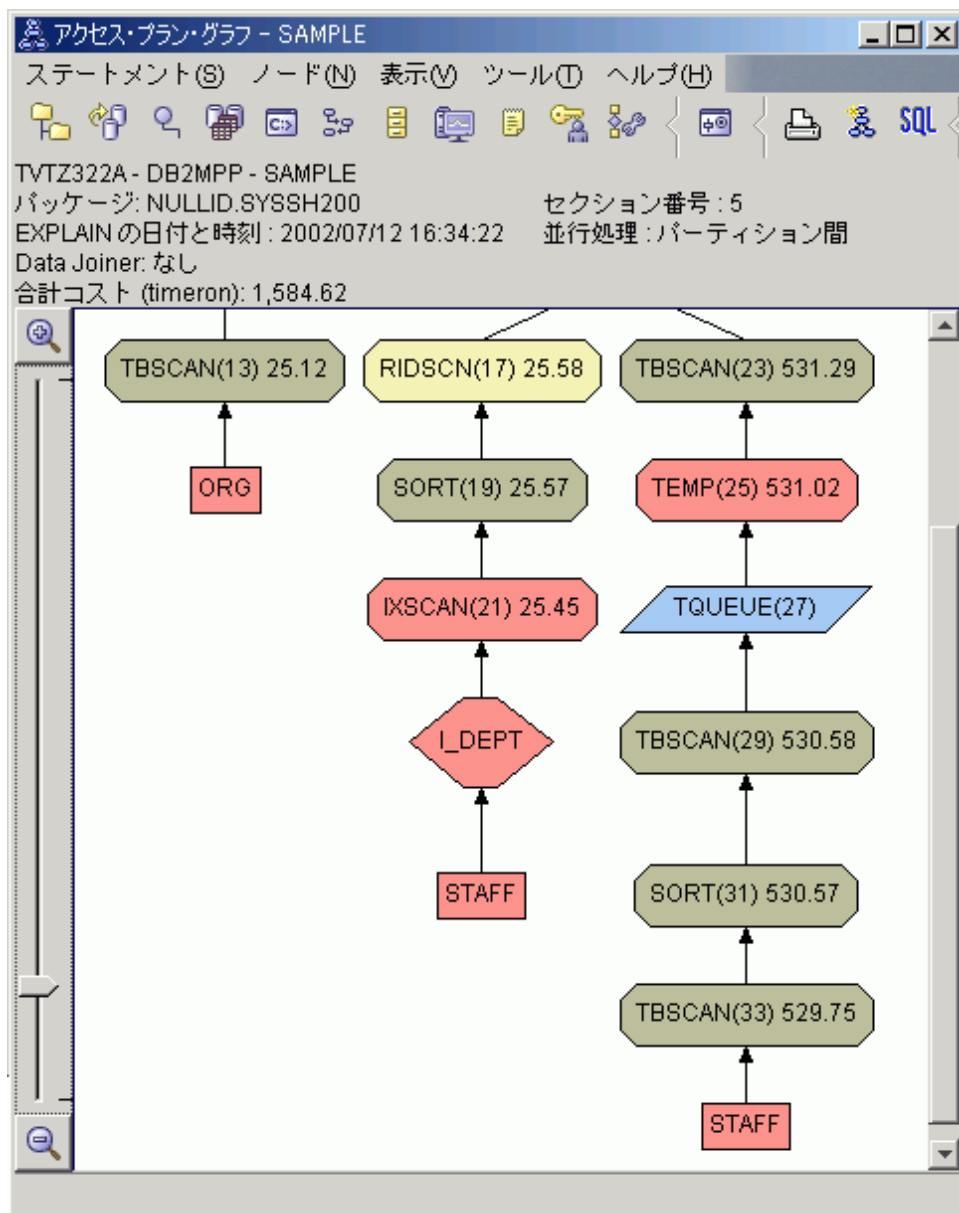 アクセス・プラン・グラフ - SAMPLE
ステートメント(S) ノード(N) 表示(V) ツール(T) ヘルプ(H)
SQL
TVTZ322A - DB2MPP - SAMPLE
パッケージ: NULLID.SYSSH200 セクション番号 : 5
EXPLAIN の日付と時刻 : 2002/07/12 16:34:22 並行処理 : パーティション間
Data Joiner: なし
合計コスト (timeron): 1,584.62
TBSCAN(13) 25.12 RIDSCN(17) 25.58 TBSCAN(23) 531.29
ORG SORT(19) 25.57 TEMP(25) 531.02
IXSCAN(21) 25.45 TQUEUE(27)
I_DEPT TBSCAN(29) 530.58
STAFF SORT(31) 530.57
TBSCAN(33) 529.75
STAFF